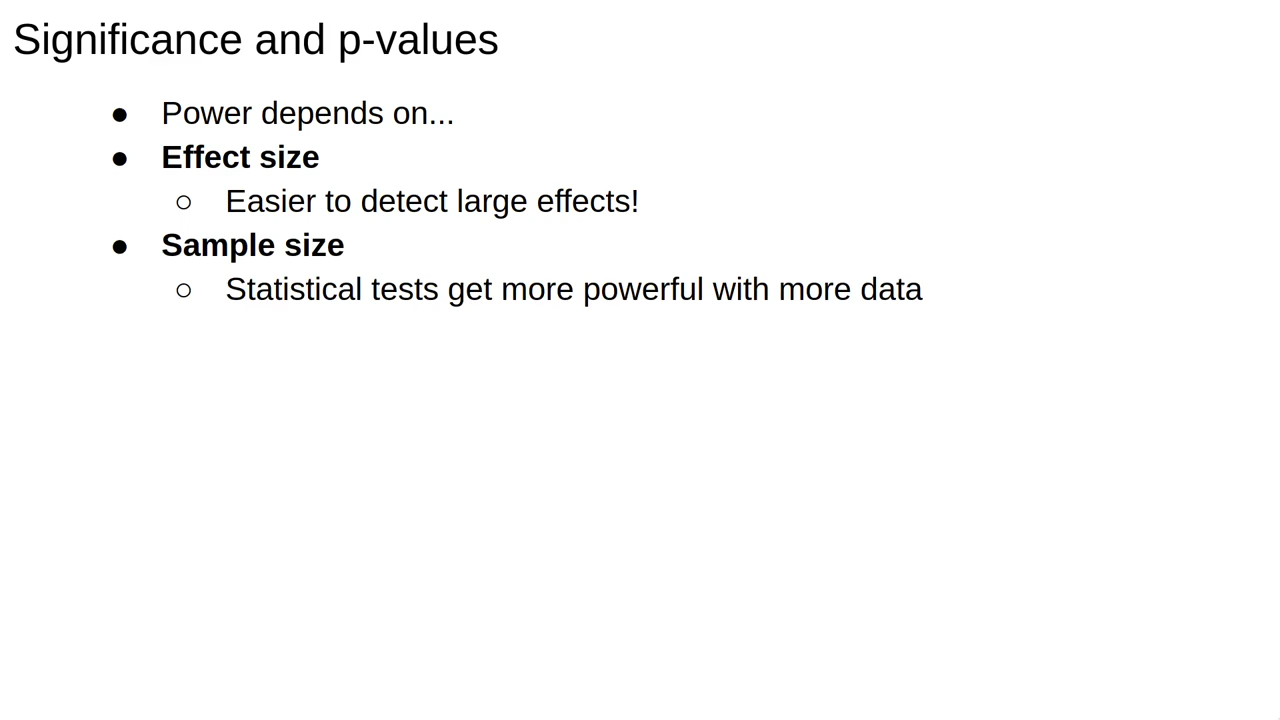 Significance and p-values
● Power depends on...
● Effect size
○ Easier to detect large effects!
● Sample size
○ Statistical tests get more powerful with more data